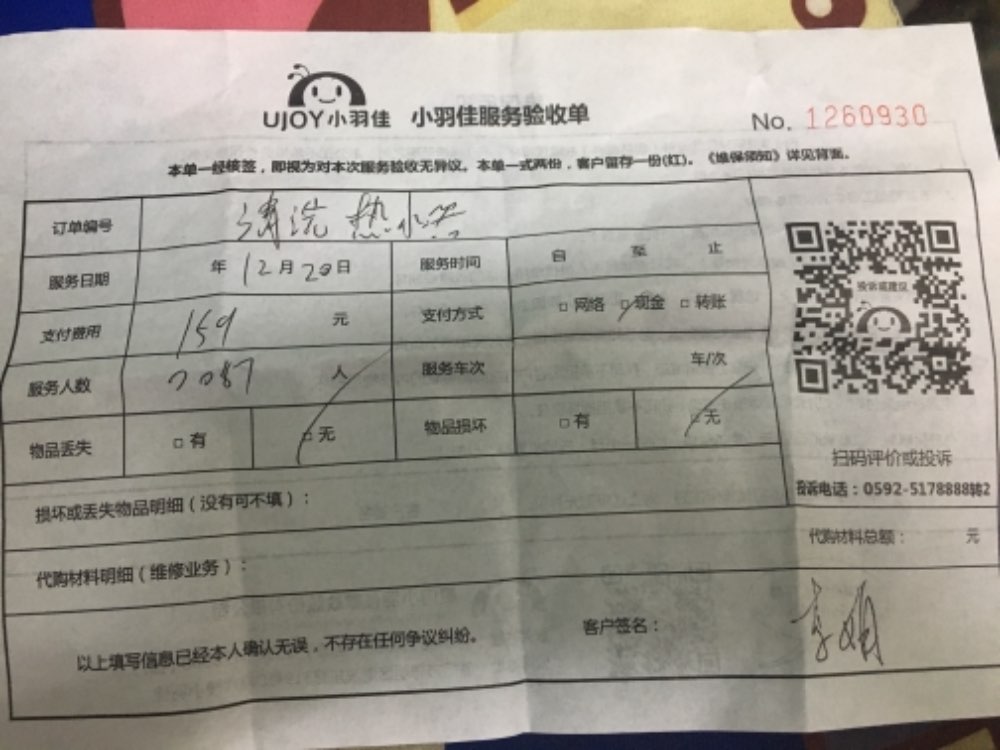 UJOY小羽佳 小羽佳服务验收单 No. 1260930
本单一经核签，即视为对本次服务验收无异议。本单一式两份，客户留存一份(红)。《维保须知》详见背面。
订单编号 清洗 热水器
服务日期 年 12月20日 服务时间 自 至 止
支付费用 159 元 支付方式 □ 网络 □ 现金 □ 转账
投诉或建议
服务人数 7087 人 服务车次 车/次
物品丢失 □ 有 □ 无 物品损坏 □ 有 □ 无
扫码评价或投诉
投诉电话：0592-5178888转2
损坏或丢失物品明细（没有可不填）：
代购材料明细（维修业务）： 代购材料总额： 元
以上填写信息已经本人确认无误，不存在任何争议纠纷。 客户签名：